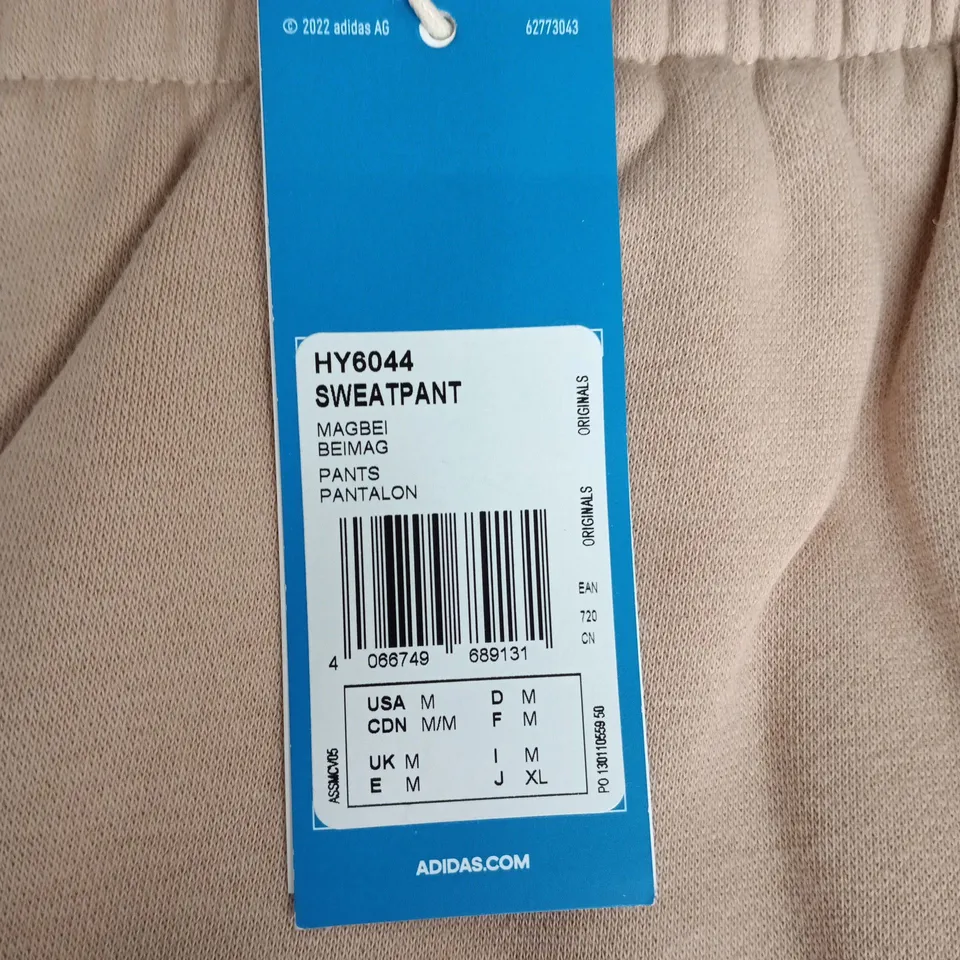 © 2022 adidas AG 62773043
HY6044
SWEATPANT
MAGBEI
BEIMAG
PANTS
PANTALON
ORIGINALS
ORIGINALS
EAN
720
CN
4 066749 689131
USA M D M
CDN M/M F M
UK M I M
E M J XL
ASSMCV05
PO 130110559 50
ADIDAS.COM